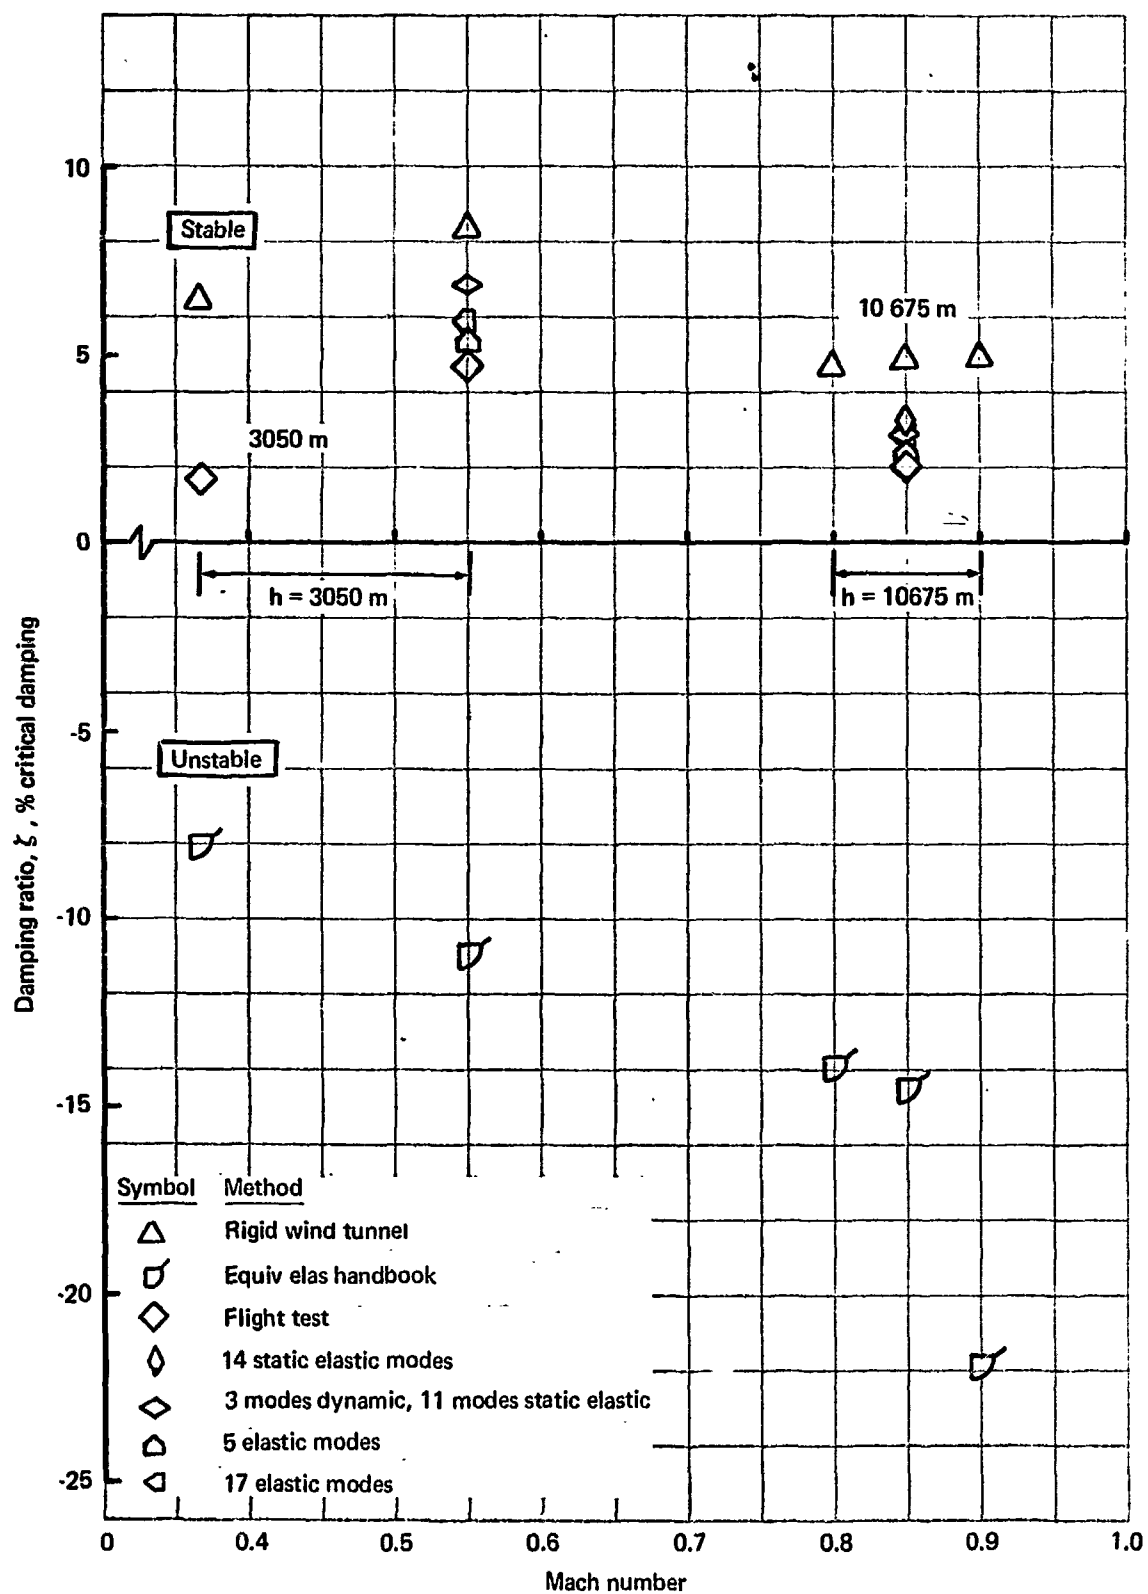 10
Stable
10 675 m
5
3050 m
0
h = 3050 m
h = 10675 m
-5
Unstable
Damping ratio, ζ, % critical damping
-10
-15
Symbol Method
Rigid wind tunnel
Equiv elas handbook
-20
Flight test
14 static elastic modes
3 modes dynamic, 11 modes static elastic
5 elastic modes
-25
17 elastic modes
0 0.4 0.5 0.6 0.7 0.8 0.9 1.0
Mach number